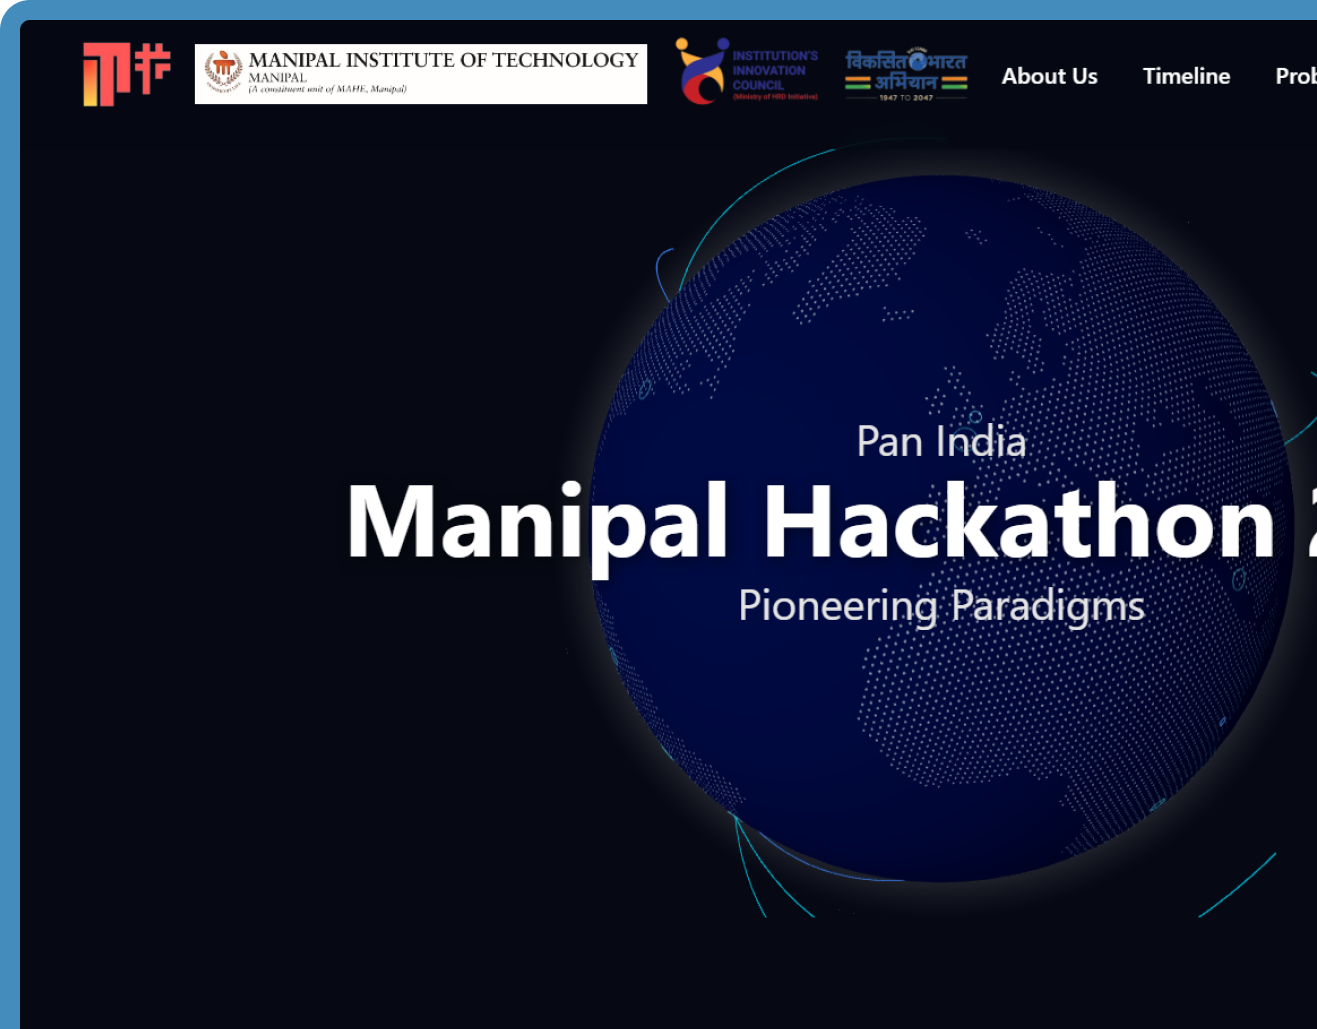 MANIPAL INSTITUTE OF TECHNOLOGY
MANIPAL
(A constituent unit of MAHE, Manipal)
INSTITUTION'S
INNOVATION
COUNCIL
(Ministry of HRD Initiative)
विकसित भारत
अभियान
1947 TO 2047
About Us
Timeline
Prob
Pan India
Manipal Hackathon 2
Pioneering Paradigms